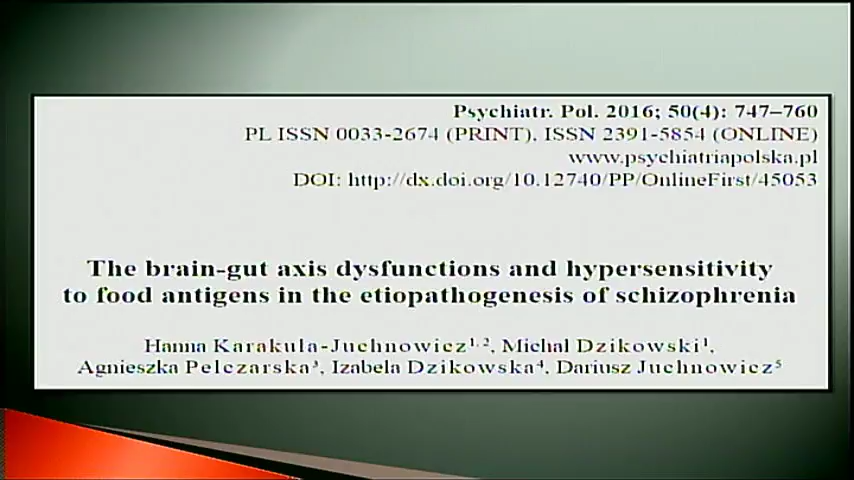 Psychiatr. Pol. 2016; 50(4): 747–760
PL ISSN 0033-2674 (PRINT), ISSN 2391-5854 (ONLINE)
www.psychiatriapolska.pl
DOI: http://dx.doi.org/10.12740/PP/OnlineFirst/45053
The brain-gut axis dysfunctions and hypersensitivity
to food antigens in the etiopathogenesis of schizophrenia
Hanna Karakuła-Juchnowicz¹,², Michał Dzikowski¹,
Agnieszka Pelczarska³, Izabela Dzikowska⁴, Dariusz Juchnowicz⁵